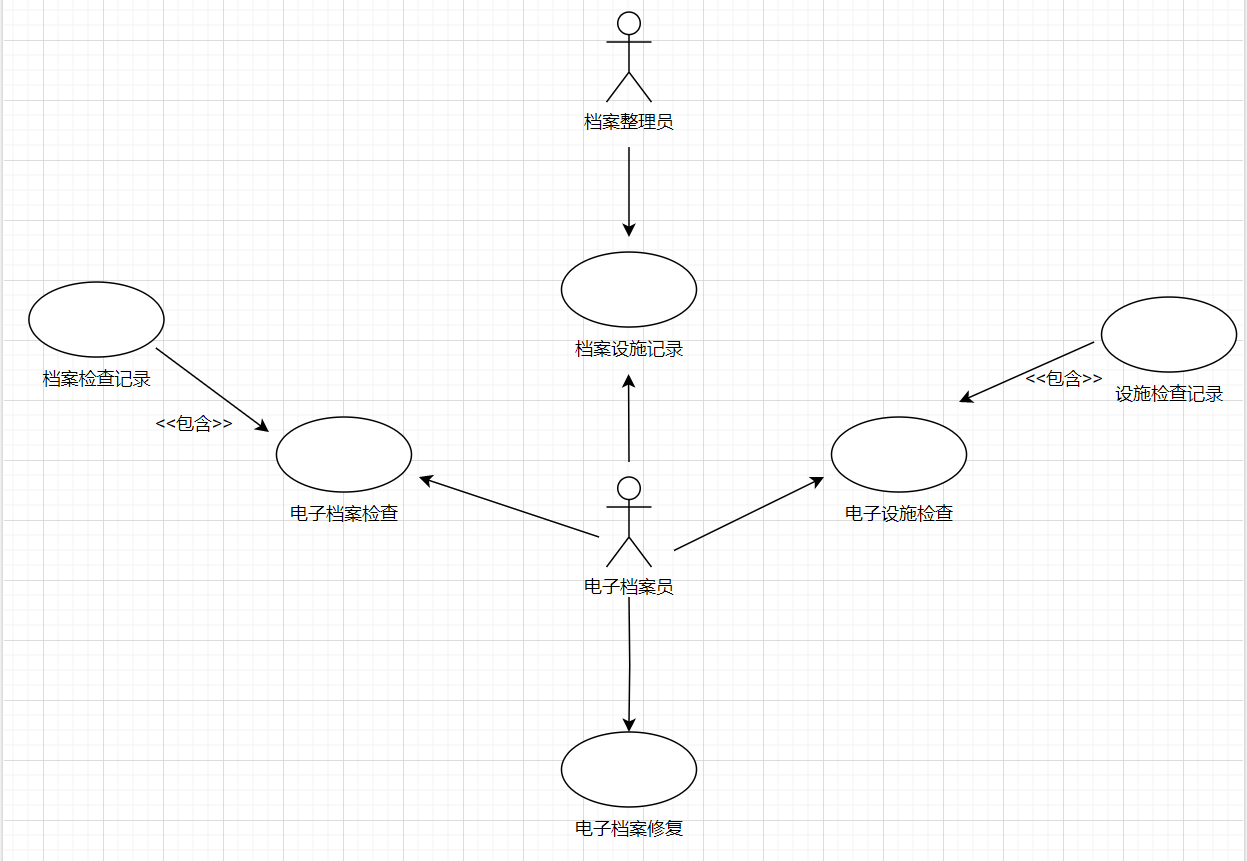 档案整理员
档案设施记录
档案检查记录
<<包含>>
设施检查记录
<<包含>>
电子档案检查
电子设施检查
电子档案员
电子档案修复